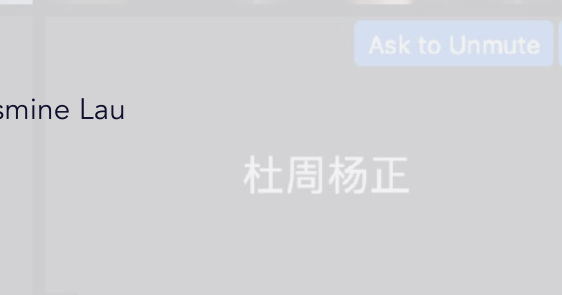 Ask to Unmute
smine Lau
杜周杨正